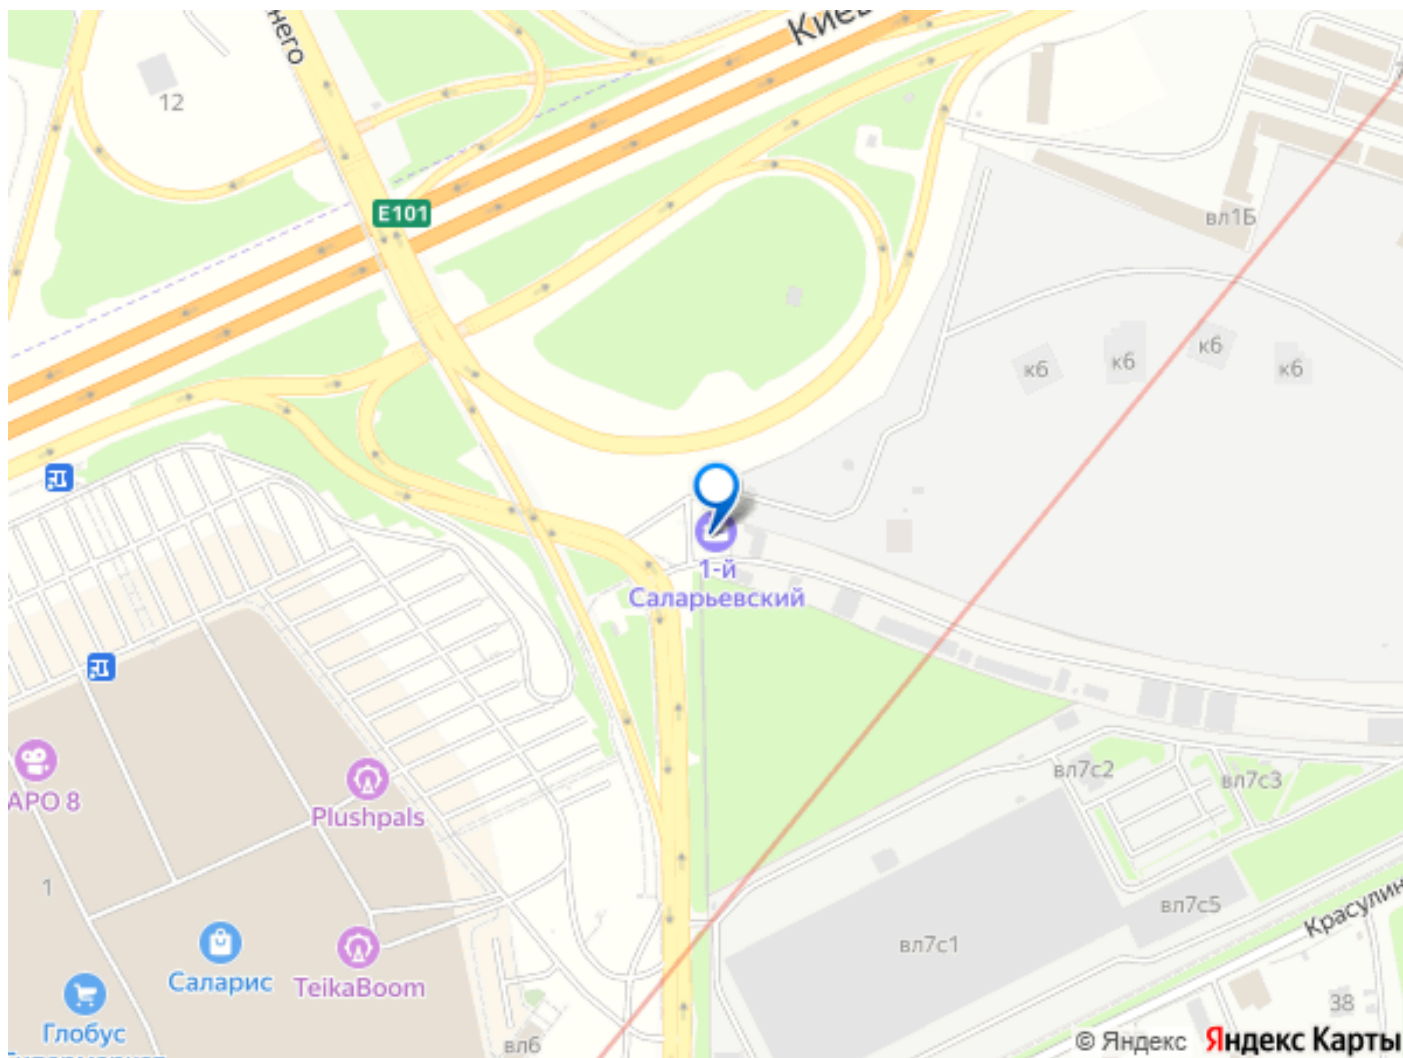 Киев
него
12
E101
вл1Б
к6
к6
к6
к6
1-й
Саларьевский
АРО 8
Plushpals
1
вл7с2
вл7с3
вл7с5
вл7с1
Красулин
Саларис
TeikaBoom
Глобус
вл6
38
© Яндекс
Яндекс Карты